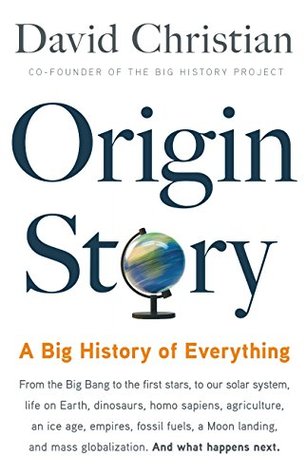 David Christian
CO-FOUNDER OF THE BIG HISTORY PROJECT
Origin
Story
A Big History of Everything
From the Big Bang to the first stars, to our solar system,
life on Earth, dinosaurs, homo sapiens, agriculture,
an ice age, empires, fossil fuels, a Moon landing,
and mass globalization. And what happens next.